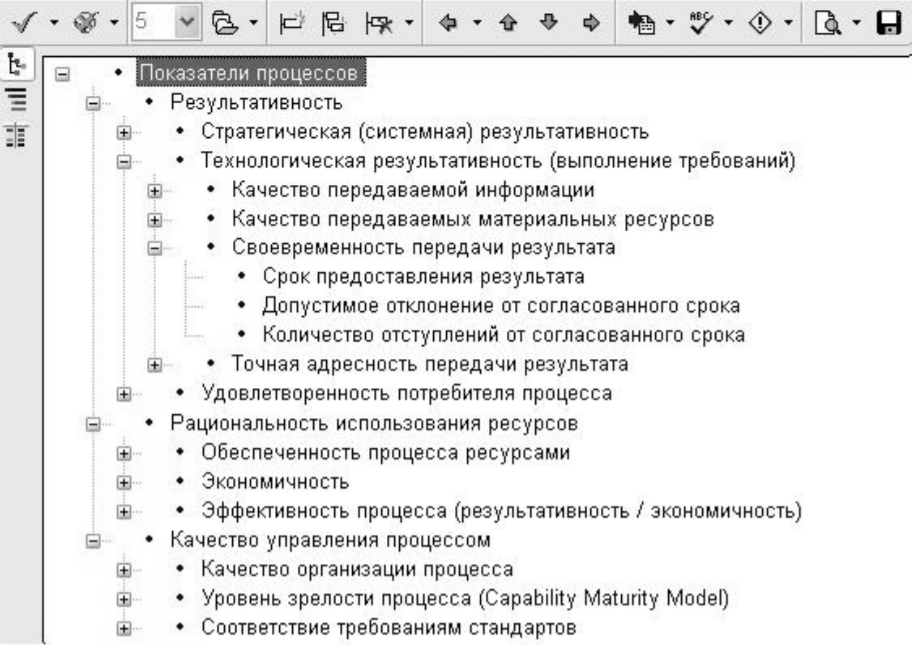 5
ABC
Показатели процессов
Результативность
Стратегическая (системная) результативность
Технологическая результативность (выполнение требований)
Качество передаваемой информации
Качество передаваемых материальных ресурсов
Своевременность передачи результата
Срок предоставления результата
Допустимое отклонение от согласованного срока
Количество отступлений от согласованного срока
Точная адресность передачи результата
Удовлетворенность потребителя процесса
Рациональность использования ресурсов
Обеспеченность процесса ресурсами
Экономичность
Эффективность процесса (результативность / экономичность)
Качество управления процессом
Качество организации процесса
Уровень зрелости процесса (Capability Maturity Model)
Соответствие требованиям стандартов